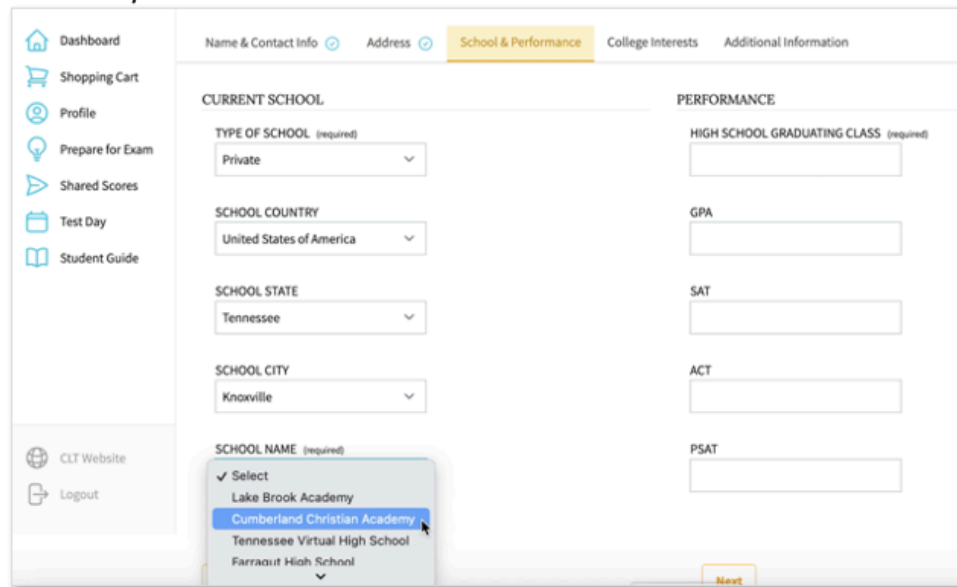 Dashboard
Shopping Cart
Profile
Prepare for Exam
Shared Scores
Test Day
Student Guide
CLT Website
Logout
Name & Contact Info Address School & Performance College Interests Additional Information
CURRENT SCHOOL
TYPE OF SCHOOL (required)
Private
SCHOOL COUNTRY
United States of America
SCHOOL STATE
Tennessee
SCHOOL CITY
Knoxville
SCHOOL NAME (required)
✓ Select
Lake Brook Academy
Cumberland Christian Academy
Tennessee Virtual High School
Farragut High School
PERFORMANCE
HIGH SCHOOL GRADUATING CLASS (required)
GPA
SAT
ACT
PSAT
Next